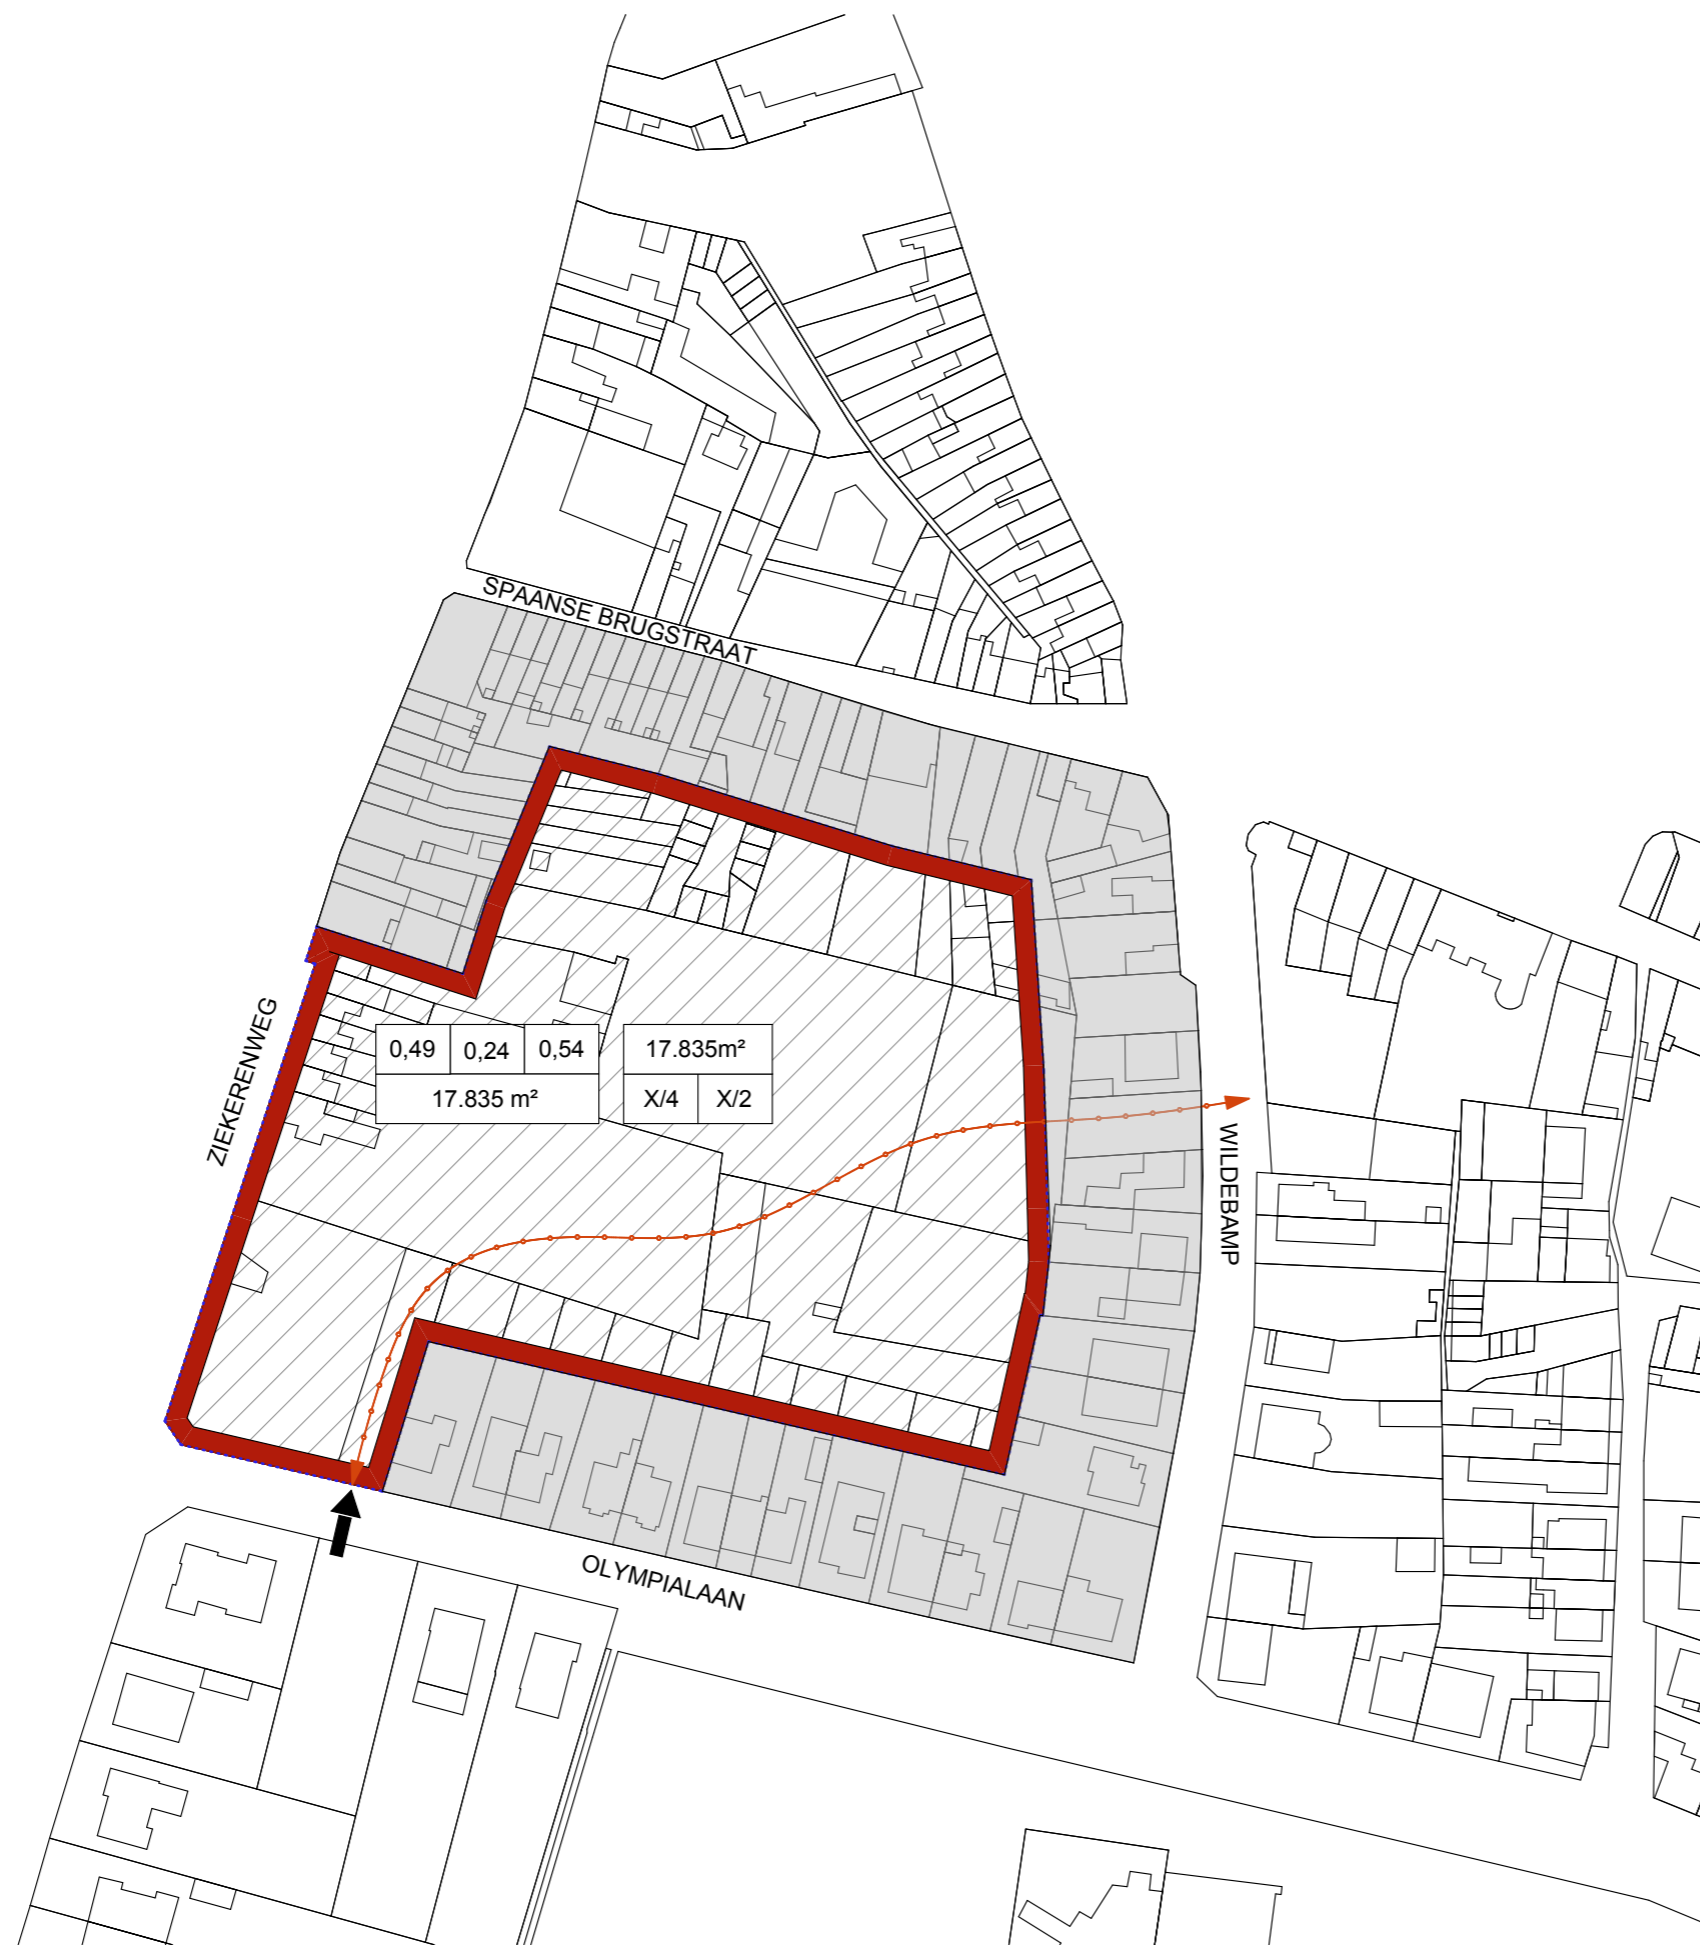 SPAANSE BRUGSTRAAT
ZIEKERENWEG
0,49 0,24 0,54
17.835 m²
17.835m²
X/4 X/2
WILDEBAMP
OLYMPIALAAN